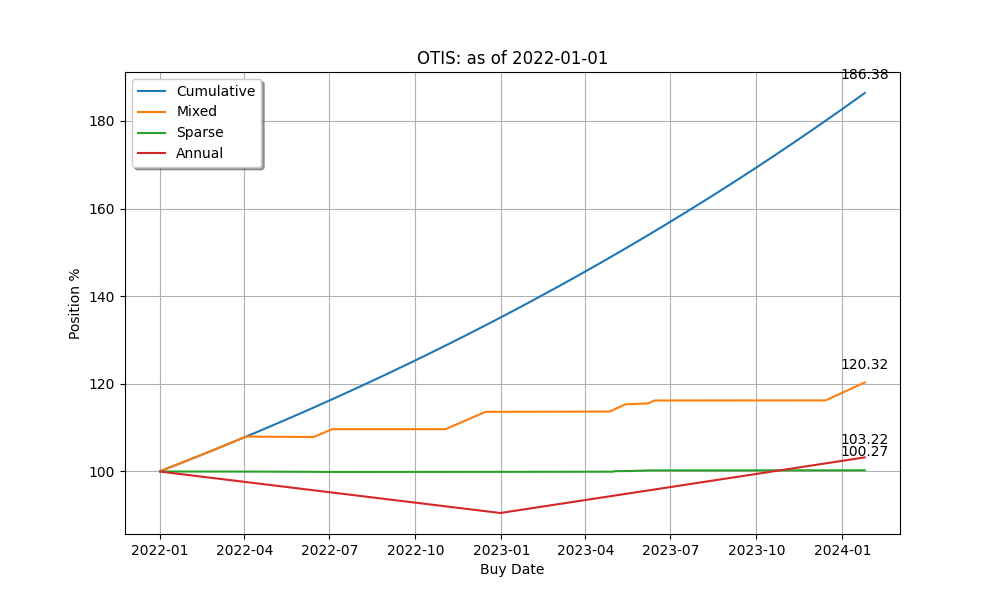 OTIS: as of 2022-01-01
Cumulative
Mixed
Sparse
Annual
186.38
120.32
103.22
100.27
Position %
180
160
140
120
100
2022-01 2022-04 2022-07 2022-10 2023-01 2023-04 2023-07 2023-10 2024-01
Buy Date